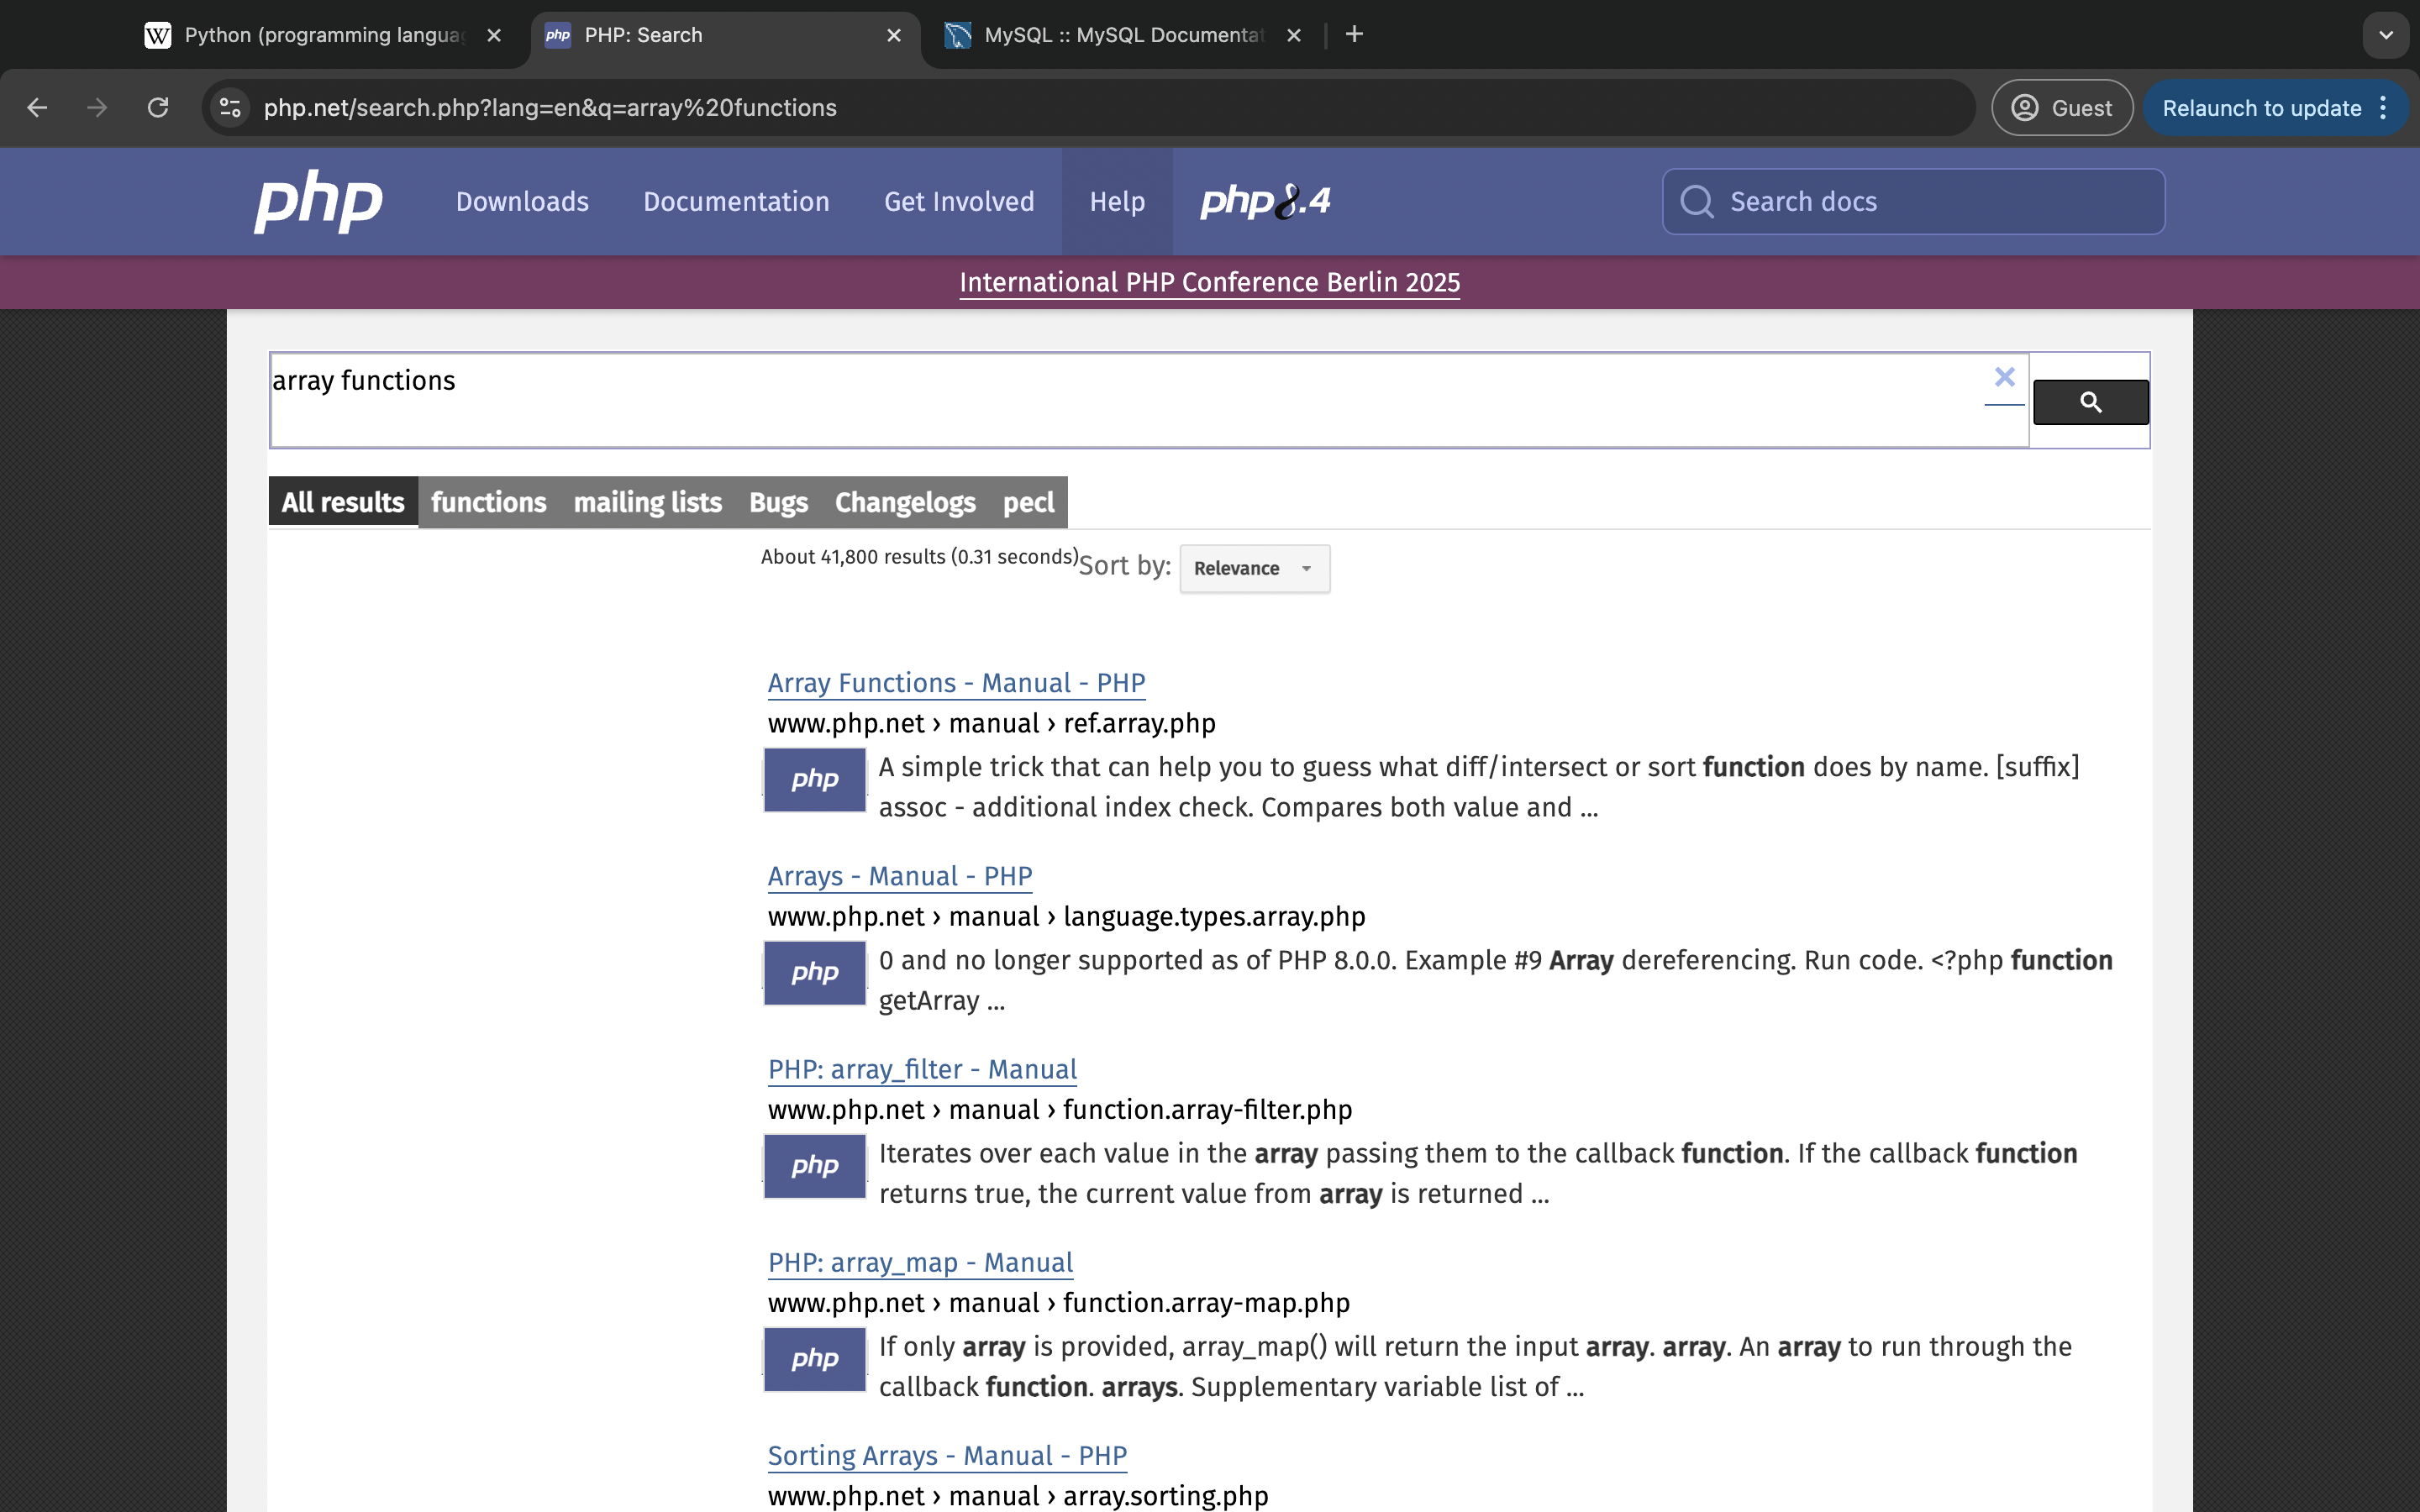 Python (programming langua
PHP: Search
MySQL :: MySQL Documentat
php.net/search.php?lang=en&q=array%20functions
Guest
Relaunch to update
php
Downloads
Documentation
Get Involved
Help
php8.4
Search docs
International PHP Conference Berlin 2025
array functions
All results functions mailing lists Bugs Changelogs pecl
About 41,800 results (0.31 seconds)
Sort by: Relevance
Array Functions - Manual - PHP
www.php.net › manual › ref.array.php
php
A simple trick that can help you to guess what diff/intersect or sort function does by name. [suffix]
assoc - additional index check. Compares both value and ...
Arrays - Manual - PHP
www.php.net › manual › language.types.array.php
php
0 and no longer supported as of PHP 8.0.0. Example #9 Array dereferencing. Run code. <?php function
getArray ...
PHP: array_filter - Manual
www.php.net › manual › function.array-filter.php
php
Iterates over each value in the array passing them to the callback function. If the callback function
returns true, the current value from array is returned ...
PHP: array_map - Manual
www.php.net › manual › function.array-map.php
php
If only array is provided, array_map() will return the input array. array. An array to run through the
callback function. arrays. Supplementary variable list of ...
Sorting Arrays - Manual - PHP
www.php.net › manual › array.sorting.php